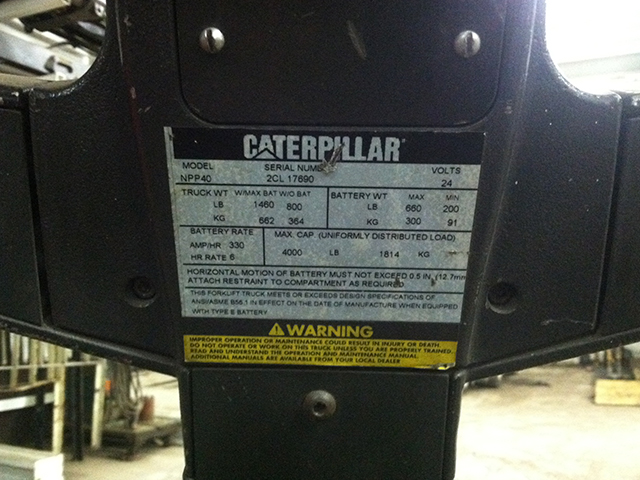 CATERPILLAR
MODEL SERIAL NUMBER VOLTS
NPP40 2CL 17690 24
TRUCK WT W/MAX BAT W/O BAT BATTERY WT MAX MIN
LB 1460 800 LB 660 200
KG 662 364 KG 300 91
BATTERY RATE MAX. CAP (UNIFORMLY DISTRIBUTED LOAD)
AMP/HR 330 4000 LB 1814 KG
HR RATE 6
HORIZONTAL MOTION OF BATTERY MUST NOT EXCEED 0.5 IN. (12.7mm
ATTACH RESTRAINT TO COMPARTMENT AS REQUIRED
THIS FORKLIFT TRUCK MEETS OR EXCEEDS DESIGN SPECIFICATIONS OF
ANSI/ASME B56.1 IN EFFECT ON THE DATE OF MANUFACTURE WHEN EQUIPPED
WITH TYPE E BATTERY
WARNING
IMPROPER OPERATION OR MAINTENANCE COULD RESULT IN INJURY OR DEATH.
DO NOT OPERATE OR WORK ON THIS TRUCK UNLESS YOU ARE PROPERLY TRAINED.
READ AND UNDERSTAND THE OPERATION AND MAINTENANCE MANUAL.
ADDITIONAL MANUALS ARE AVAILABLE FROM YOUR LOCAL DEALER